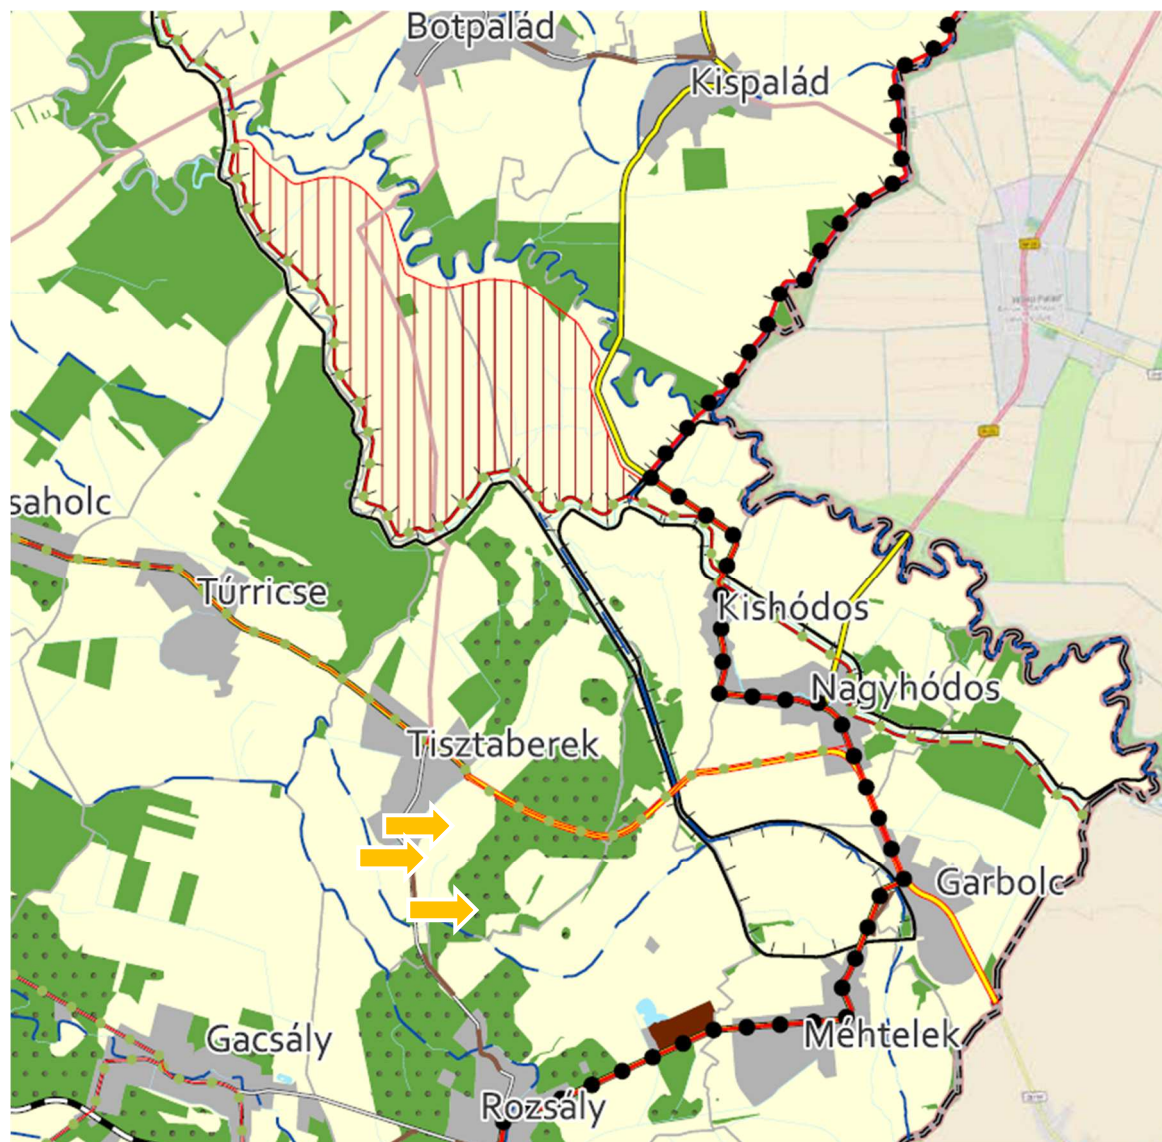 Botpalád
Kispalád
saholc
Túrricse
Kishódos
Nagyhódos
Tisztaberek
Garbolc
Gacsály
Méhtelek
Rozsály